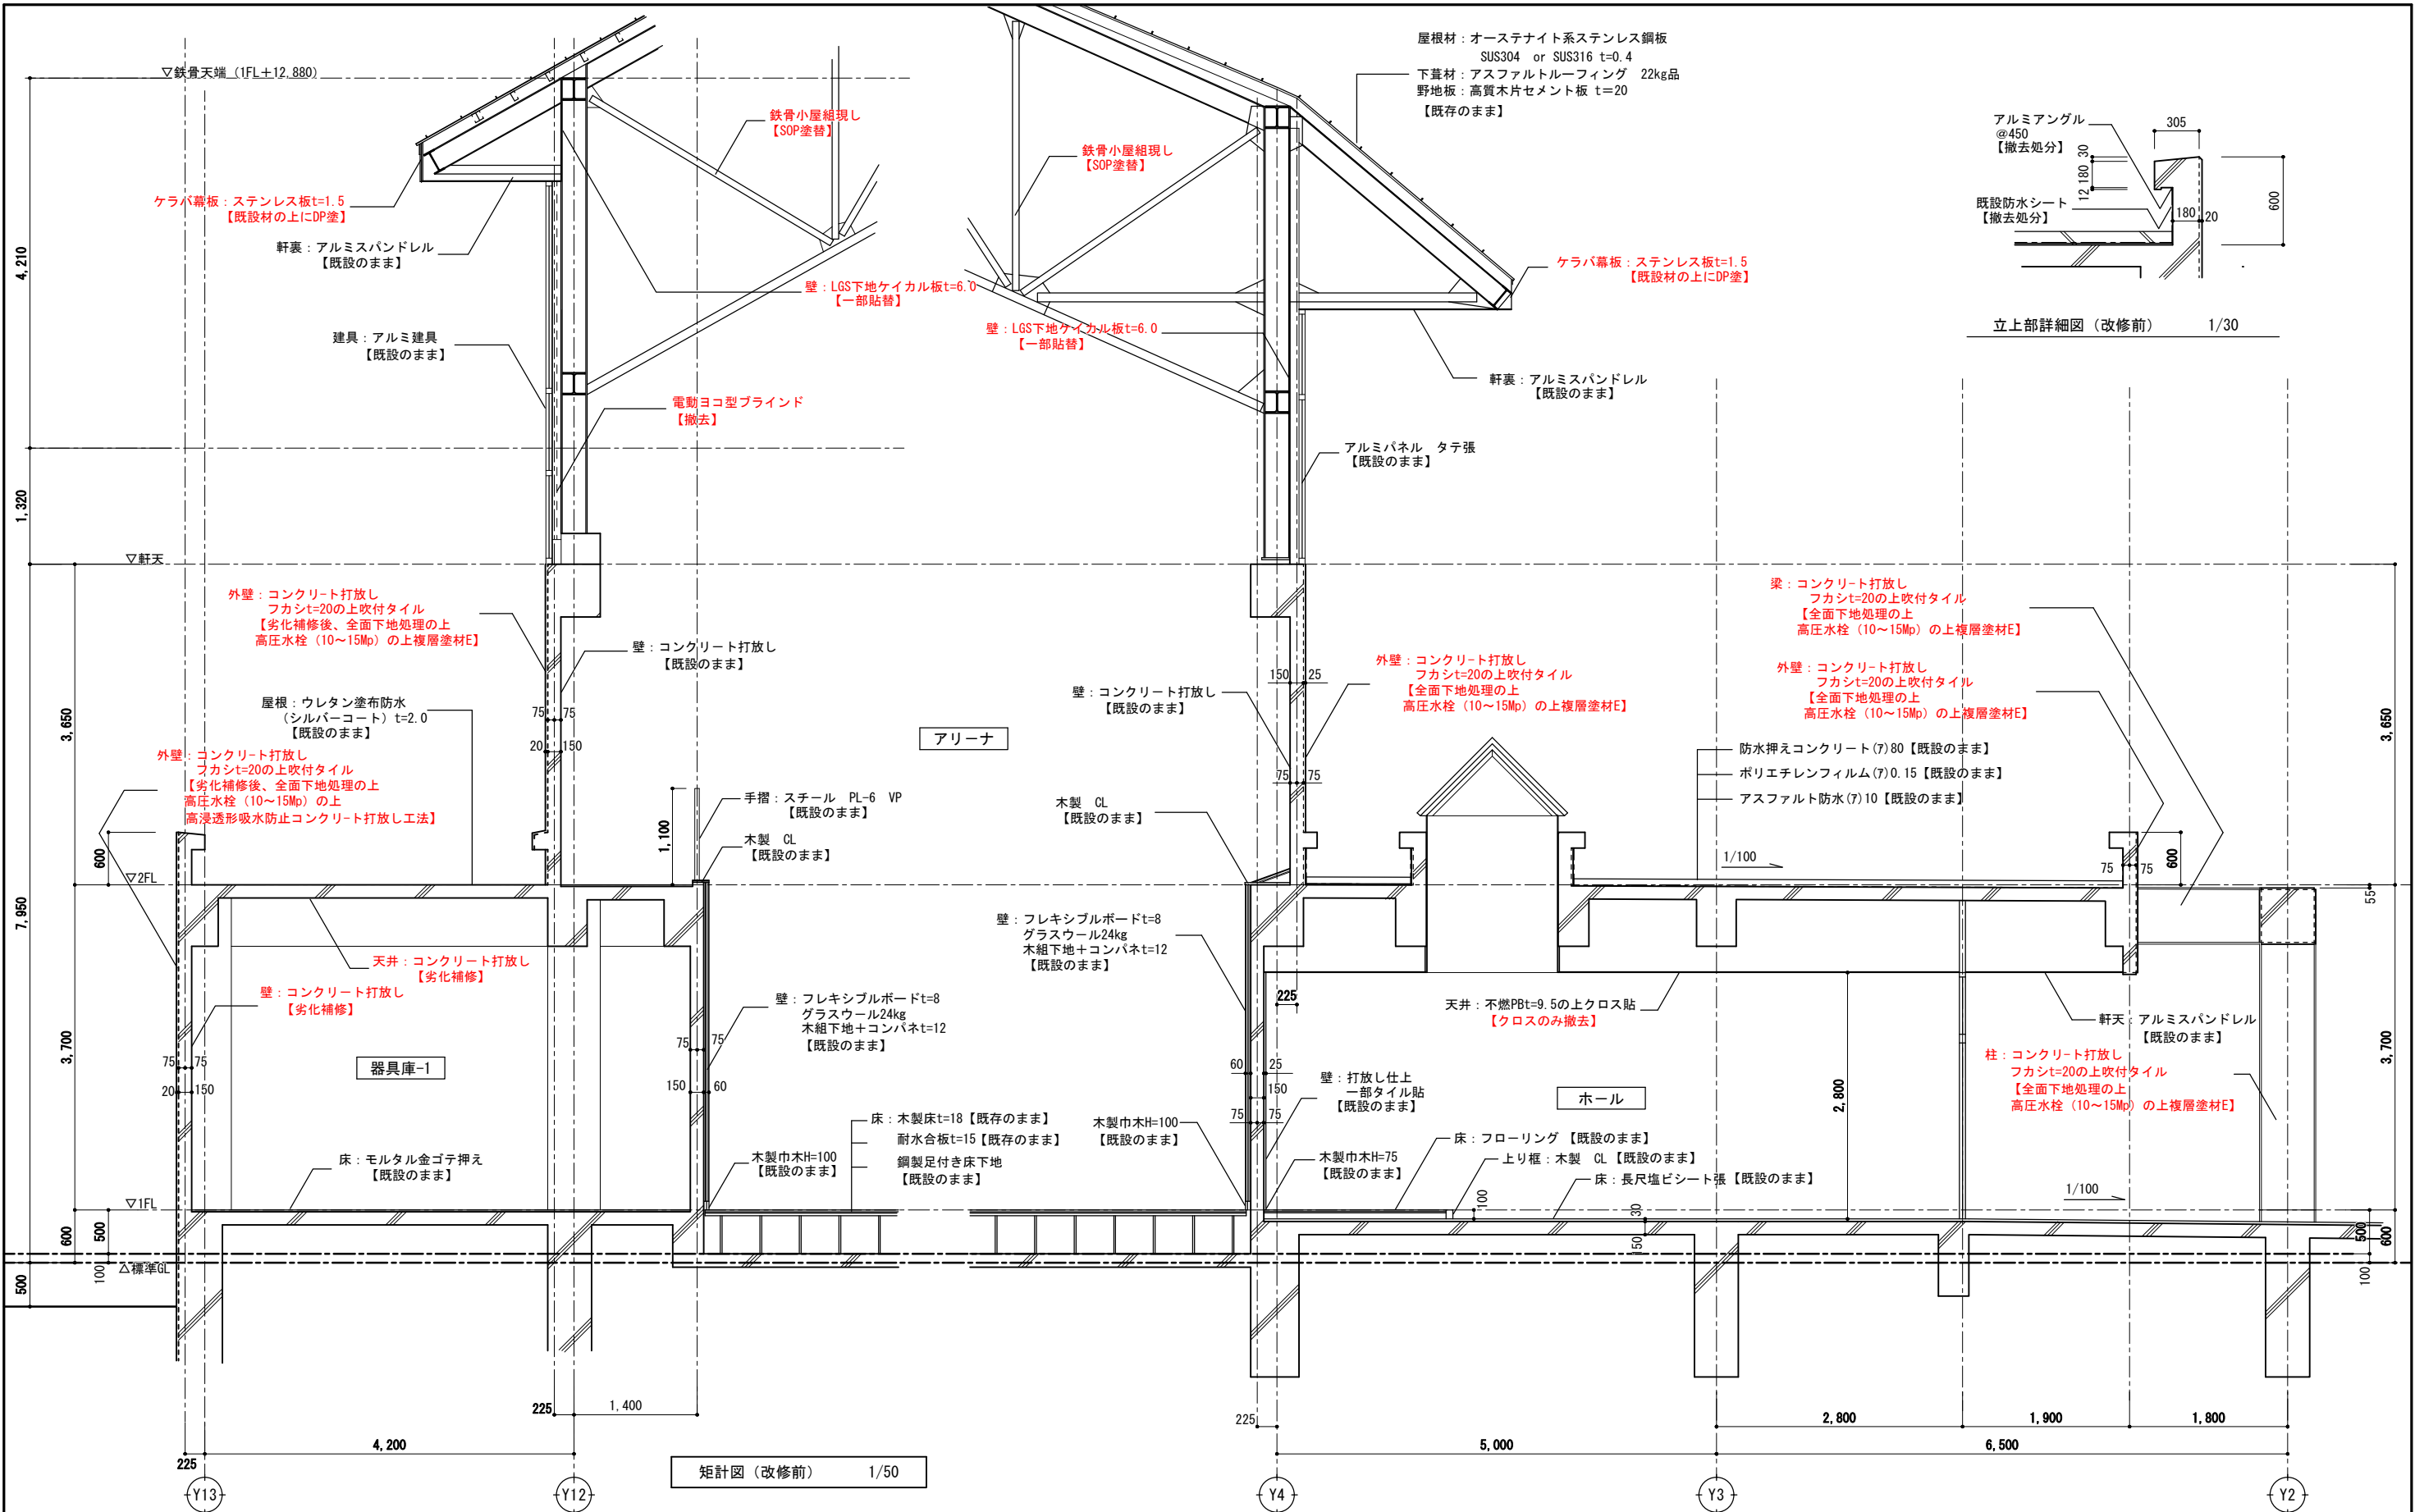 ▽鉄骨天端 (1FL+12,880)
鉄骨小屋組現し
【SOP塗替】
ケラバ幕板：ステンレス板t=1.5
【既設材の上にDP塗】
軒裏：アルミスパンドレル
【既設のまま】
壁：LGS下地ケイカル板t=6.0
【一部貼替】
建具：アルミ建具
【既設のまま】
電動ヨコ型ブラインド
【撤去】
4,210
1,320
▽軒天
鉄骨小屋組現し
【SOP塗替】
壁：LGS下地ケイカル板t=6.0
【一部貼替】
屋根材：オーステナイト系ステンレス鋼板
SUS304 or SUS316 t=0.4
下葺材：アスファルトルーフィング 22kg品
野地板：高質木片セメント板 t=20
【既存のまま】
ケラバ幕板：ステンレス板t=1.5
【既設材の上にDP塗】
軒裏：アルミスパンドレル
【既設のまま】
アルミパネル タテ張
【既設のまま】
アルミアングル
@450
【撤去処分】
既設防水シート
【撤去処分】
305
30
180
12
180
20
600
立上部詳細図（改修前） 1/30
外壁：コンクリート打放し
フカシt=20の上吹付タイル
【劣化補修後、全面下地処理の上
高圧水栓（10～15Mp）の上複層塗材E】
壁：コンクリート打放し
【既設のまま】
屋根：ウレタン塗布防水
（シルバーコート）t=2.0
【既設のまま】
外壁：コンクリート打放し
フカシt=20の上吹付タイル
【劣化補修後、全面下地処理の上
高圧水栓（10～15Mp）の上
高浸透形吸水防止コンクリート打放し工法】
75
75
20
150
3,650
7,950
600
▽2FL
アリーナ
手摺：スチール PL-6 VP
【既設のまま】
1,100
木製 CL
【既設のまま】
壁：コンクリート打放し
【既設のまま】
木製 CL
【既設のまま】
150
25
75
75
外壁：コンクリート打放し
フカシt=20の上吹付タイル
【全面下地処理の上
高圧水栓（10～15Mp）の上複層塗材E】
梁：コンクリート打放し
フカシt=20の上吹付タイル
【全面下地処理の上
高圧水栓（10～15Mp）の上複層塗材E】
外壁：コンクリート打放し
フカシt=20の上吹付タイル
【全面下地処理の上
高圧水栓（10～15Mp）の上複層塗材E】
防水押えコンクリート(ｱ)80【既設のまま】
ポリエチレンフィルム(ｱ)0.15【既設のまま】
アスファルト防水(ｱ)10【既設のまま】
1/100
75
75
600
55
3,650
天井：コンクリート打放し
【劣化補修】
壁：コンクリート打放し
【劣化補修】
3,700
75
75
20
150
器具庫-1
床：モルタル金ゴテ押え
【既設のまま】
壁：フレキシブルボードt=8
グラスウール24kg
木組下地＋コンパネt=12
【既設のまま】
75
75
150
60
壁：フレキシブルボードt=8
グラスウール24kg
木組下地＋コンパネt=12
【既設のまま】
225
天井：不燃PBt=9.5の上クロス貼
【クロスのみ撤去】
2,800
軒天：アルミスパンドレル
【既設のまま】
柱：コンクリート打放し
フカシt=20の上吹付タイル
【全面下地処理の上
高圧水栓（10～15Mp）の上複層塗材E】
3,700
60
25
150
75
75
壁：打放し仕上
一部タイル貼
【既設のまま】
ホール
床：木製床t=18【既存のまま】
耐水合板t=15【既存のまま】
鋼製足付き床下地
【既設のまま】
木製巾木H=100
【既設のまま】
木製巾木H=100
【既設のまま】
木製巾木H=75
【既設のまま】
床：フローリング【既設のまま】
上り框：木製 CL【既設のまま】
床：長尺塩ビシート張【既設のまま】
100
30
150
1/100
▽1FL
600
500
100
△標準GL
500
500
600
100
225
1,400
225
2,800
1,900
1,800
4,200
225
5,000
6,500
矩計図（改修前） 1/50
Y13
Y12
Y4
Y3
Y2